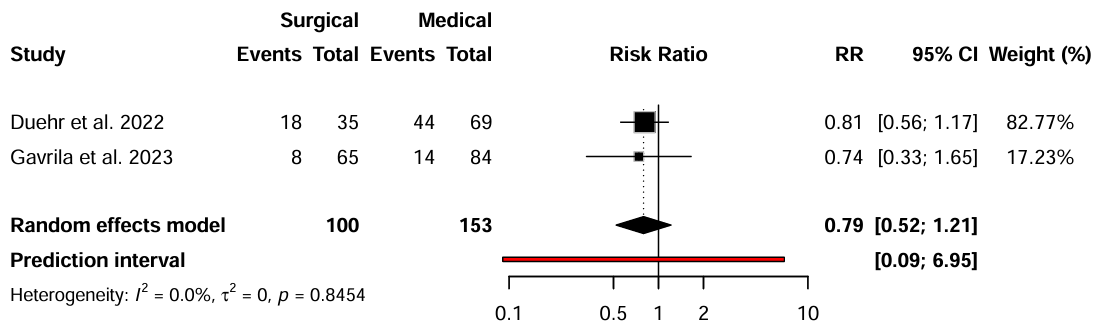 Surgical Medical
Study Events Total Events Total Risk Ratio RR 95% CI Weight (%)
Duehr et al. 2022 18 35 44 69 0.81 [0.56; 1.17] 82.77%
Gavrila et al. 2023 8 65 14 84 0.74 [0.33; 1.65] 17.23%
Random effects model 100 153 0.79 [0.52; 1.21]
Prediction interval [0.09; 6.95]
Heterogeneity: I² = 0.0%, τ² = 0, p = 0.8454
0.1 0.5 1 2 10